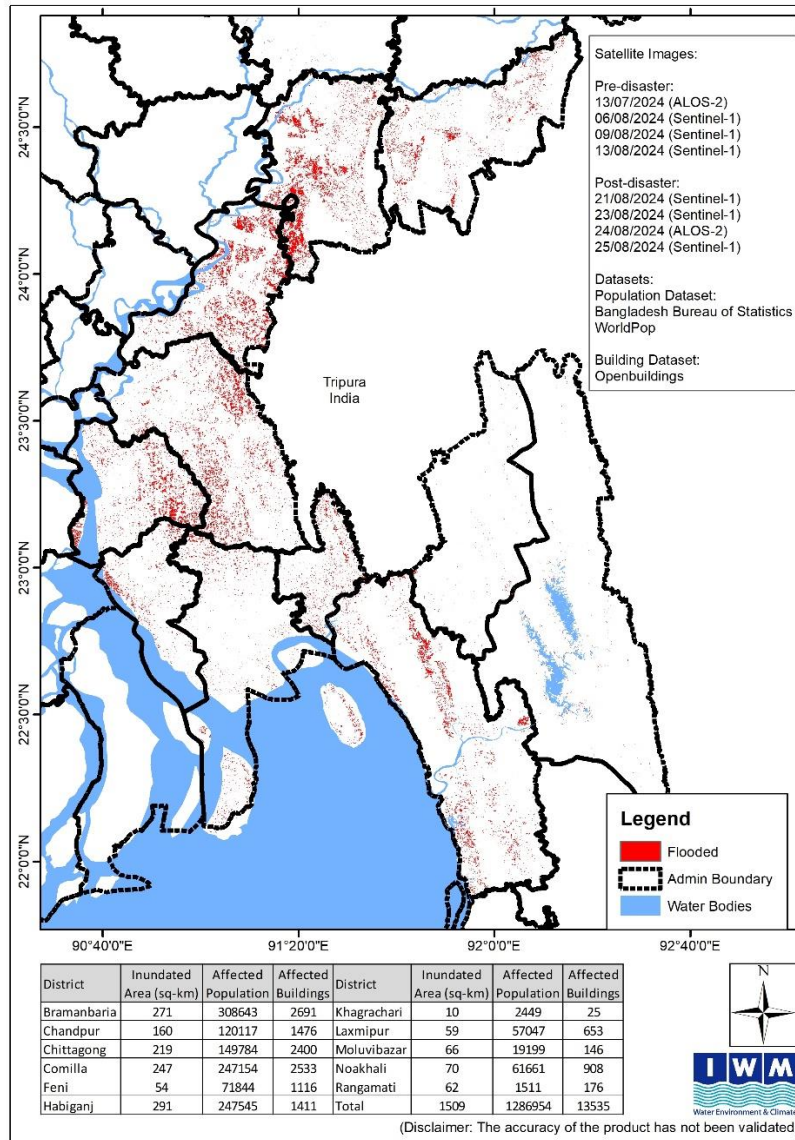 Satellite Images:
Pre-disaster:
13/07/2024 (ALOS-2)
06/08/2024 (Sentinel-1)
09/08/2024 (Sentinel-1)
13/08/2024 (Sentinel-1)
Post-disaster:
21/08/2024 (Sentinel-1)
23/08/2024 (Sentinel-1)
24/08/2024 (ALOS-2)
25/08/2024 (Sentinel-1)
Datasets:
Population Dataset:
Bangladesh Bureau of Statistics
WorldPop
Building Dataset:
Openbuildings
24°30'0"N
24°0'0"N
23°30'0"N
23°0'0"N
22°30'0"N
22°0'0"N
Tripura
India
Legend
Flooded
Admin Boundary
Water Bodies
90°40'0"E 91°20'0"E 92°0'0"E 92°40'0"E
District Inundated Area (sq-km) Affected Population Affected Buildings District Inundated Area (sq-km) Affected Population Affected Buildings
Bramanbaria 271 308643 2691 Khagrachari 10 2449 25
Chandpur 160 120117 1476 Laxmipur 59 57047 653
Chittagong 219 149784 2400 Moluvibazar 66 19199 146
Comilla 247 247154 2533 Noakhali 70 61661 908
Feni 54 71844 1116 Rangamati 62 1511 176
Habiganj 291 247545 1411 Total 1509 1286954 13535
N
IWM
Water Environment & Climate
(Disclaimer: The accuracy of the product has not been validated)